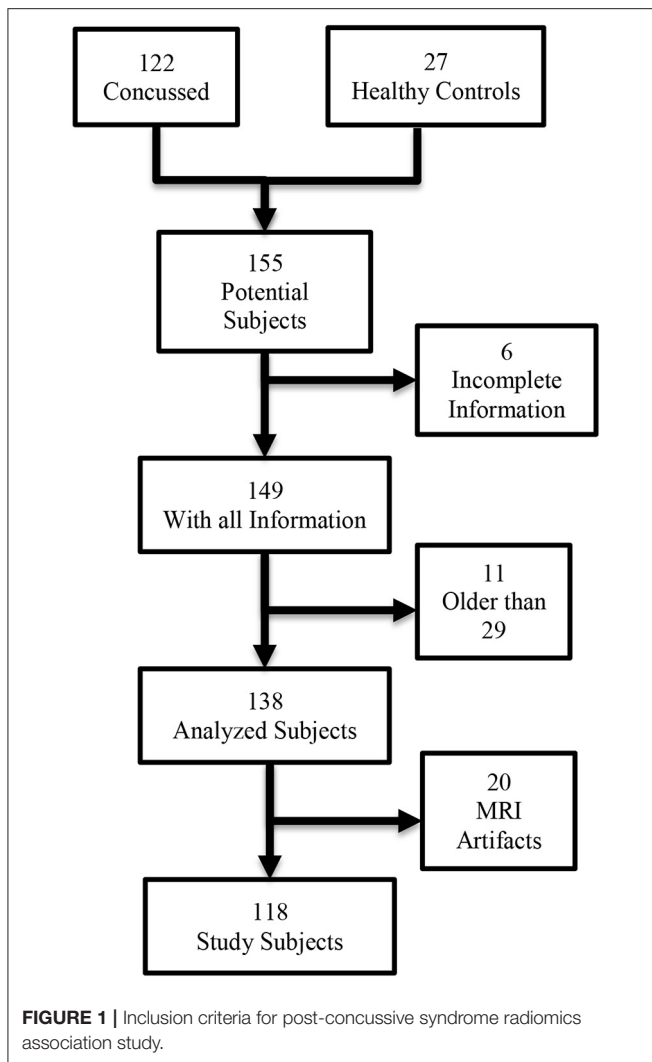 122
Concussed
27
Healthy Controls
155
Potential
Subjects
6
Incomplete
Information
149
With all Information
11
Older than
29
138
Analyzed Subjects
20
MRI
Artifacts
118
Study Subjects
FIGURE 1 | Inclusion criteria for post-concussive syndrome radiomics
association study.